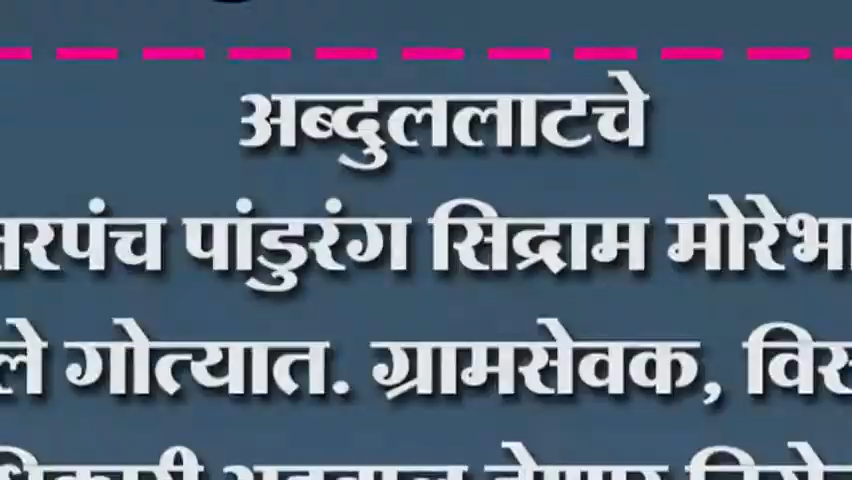 अब्दुललाटचे
सरपंच पांडुरंग सिद्राम मोरेभा
ले गोत्यात. ग्रामसेवक, विस